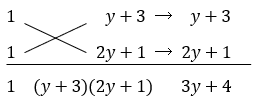 1 y + 3 → y + 3
1 2y + 1 → 2y + 1
1 (y + 3)(2y + 1) 3y + 4